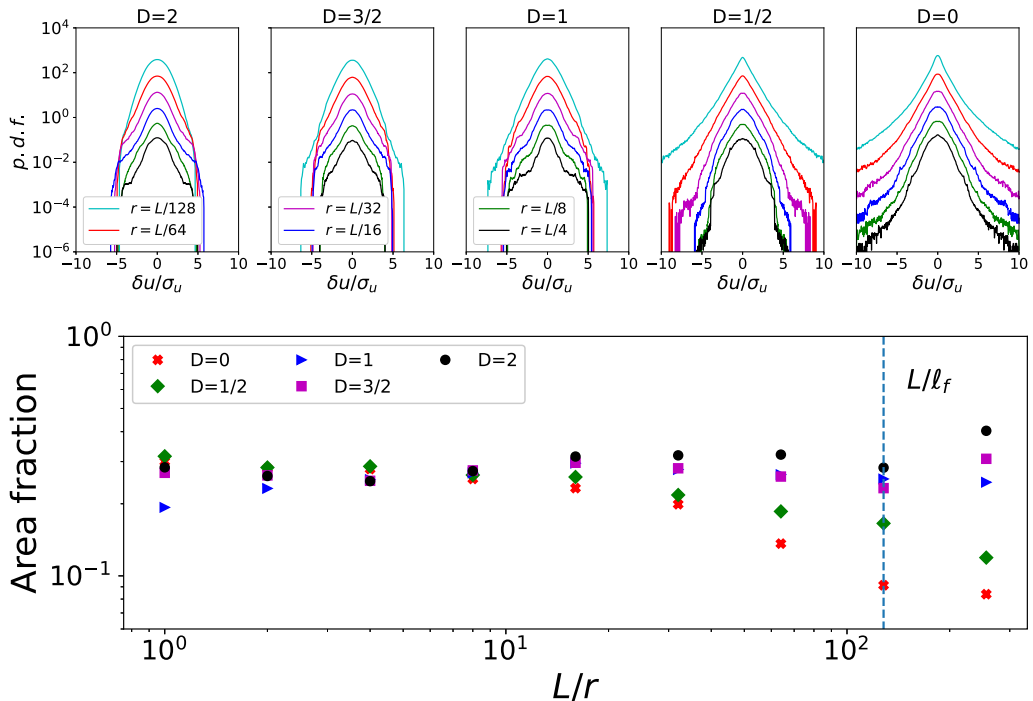 D=2 D=3/2 D=1 D=1/2 D=0
p. d. f.
10^4
10^2
10^0
10^−2
10^−4
10^−6
r = L/128
r = L/64
r = L/32
r = L/16
r = L/8
r = L/4
−10 −5 0 5 10
−10 −5 0 5 10
−10 −5 0 5 10
−10 −5 0 5 10
−10 −5 0 5 10
δu/σ_u δu/σ_u δu/σ_u δu/σ_u δu/σ_u
Area fraction
10^0
10^−1
D=0 D=1 D=2
D=1/2 D=3/2
L/ℓ_f
10^0 10^1 10^2
L/r